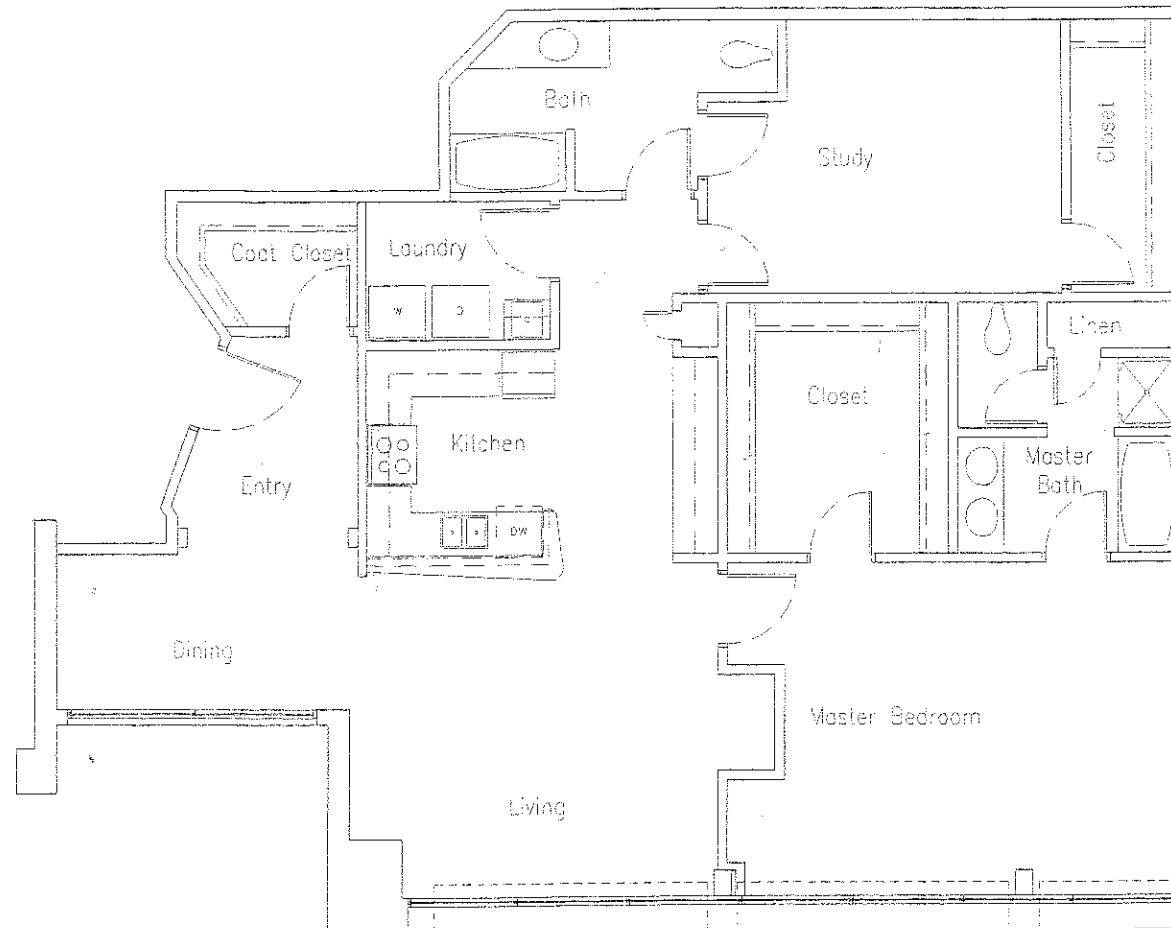 Bath
Study
Closet
Coat Closet
Laundry
W
D
Linen
Closet
Kitchen
Master
Bath
Entry
DW
Dining
Master Bedroom
Living